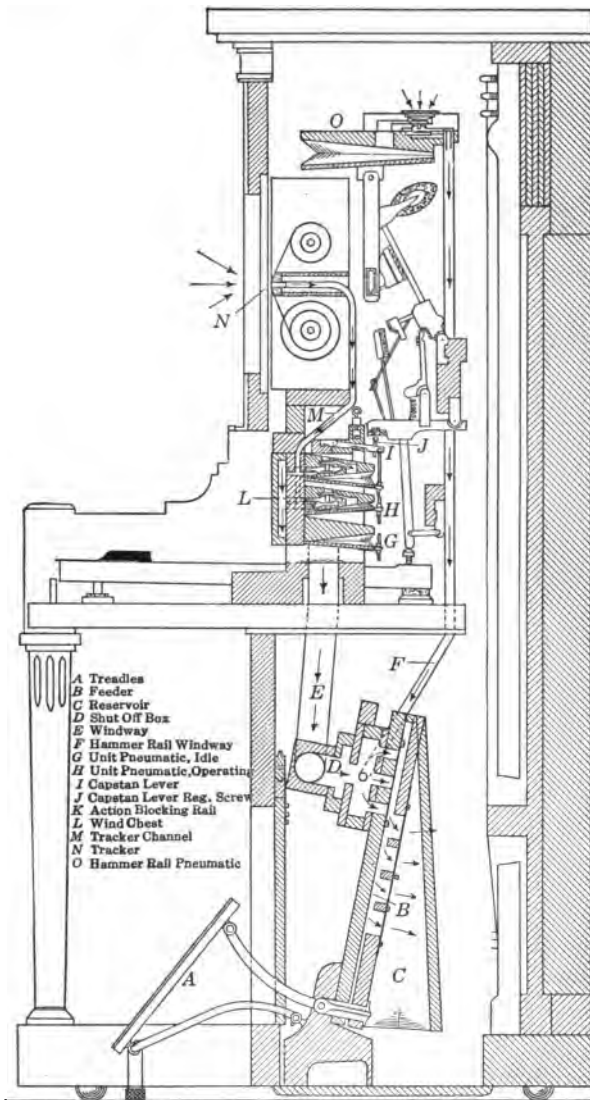 O
N
M
I
J
L
H
G
F
E
A Treadles
B Feeder
C Reservoir
D Shut Off Box
E Windway
F Hammer Rail Windway
G Unit Pneumatic, Idle
H Unit Pneumatic, Operating
I Capstan Lever
J Capstan Lever Reg. Screw
K Action Blocking Rail
L Wind Chest
M Tracker Channel
N Tracker
O Hammer Rail Pneumatic
D
6
B
A
C